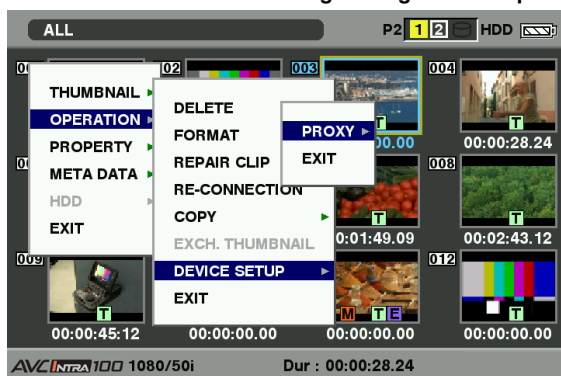 ALL P2 1 2 HDD
02 003 004
THUMBNAIL
OPERATION
PROPERTY
META DATA
HDD
EXIT
DELETE
FORMAT
REPAIR CLIP
RE-CONNECTION
COPY
EXCH. THUMBNAIL
DEVICE SETUP
EXIT
PROXY
EXIT
T T
00.00 00:00:28.24
008
T T
0:01:49.09 00:02:43.12
009 012
T M T E T
00:00:45:12 00:00:00.00 00:00:00.00 00:00:00.00
AVC INTRA 100 1080/50i Dur : 00:00:28.24